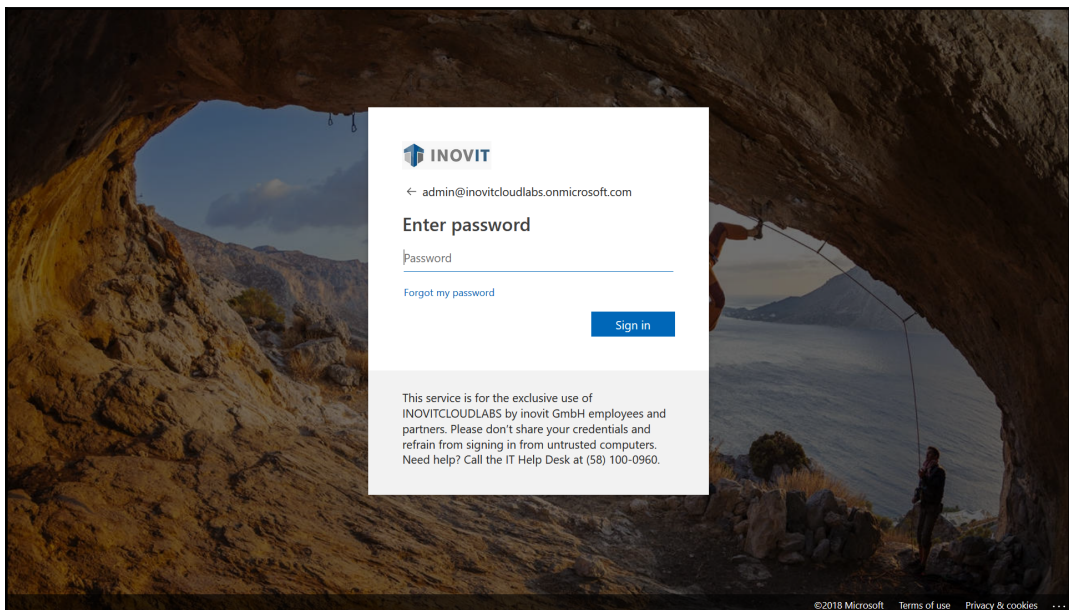 INOVIT
← admin@inovitcloudlabs.onmicrosoft.com
Enter password
Password
Forgot my password
Sign in
This service is for the exclusive use of
INOVITCLOUDLABS by inovit GmbH employees and
partners. Please don't share your credentials and
refrain from signing in from untrusted computers.
Need help? Call the IT Help Desk at (58) 100-0960.
©2018 Microsoft Terms of use Privacy & cookies ...